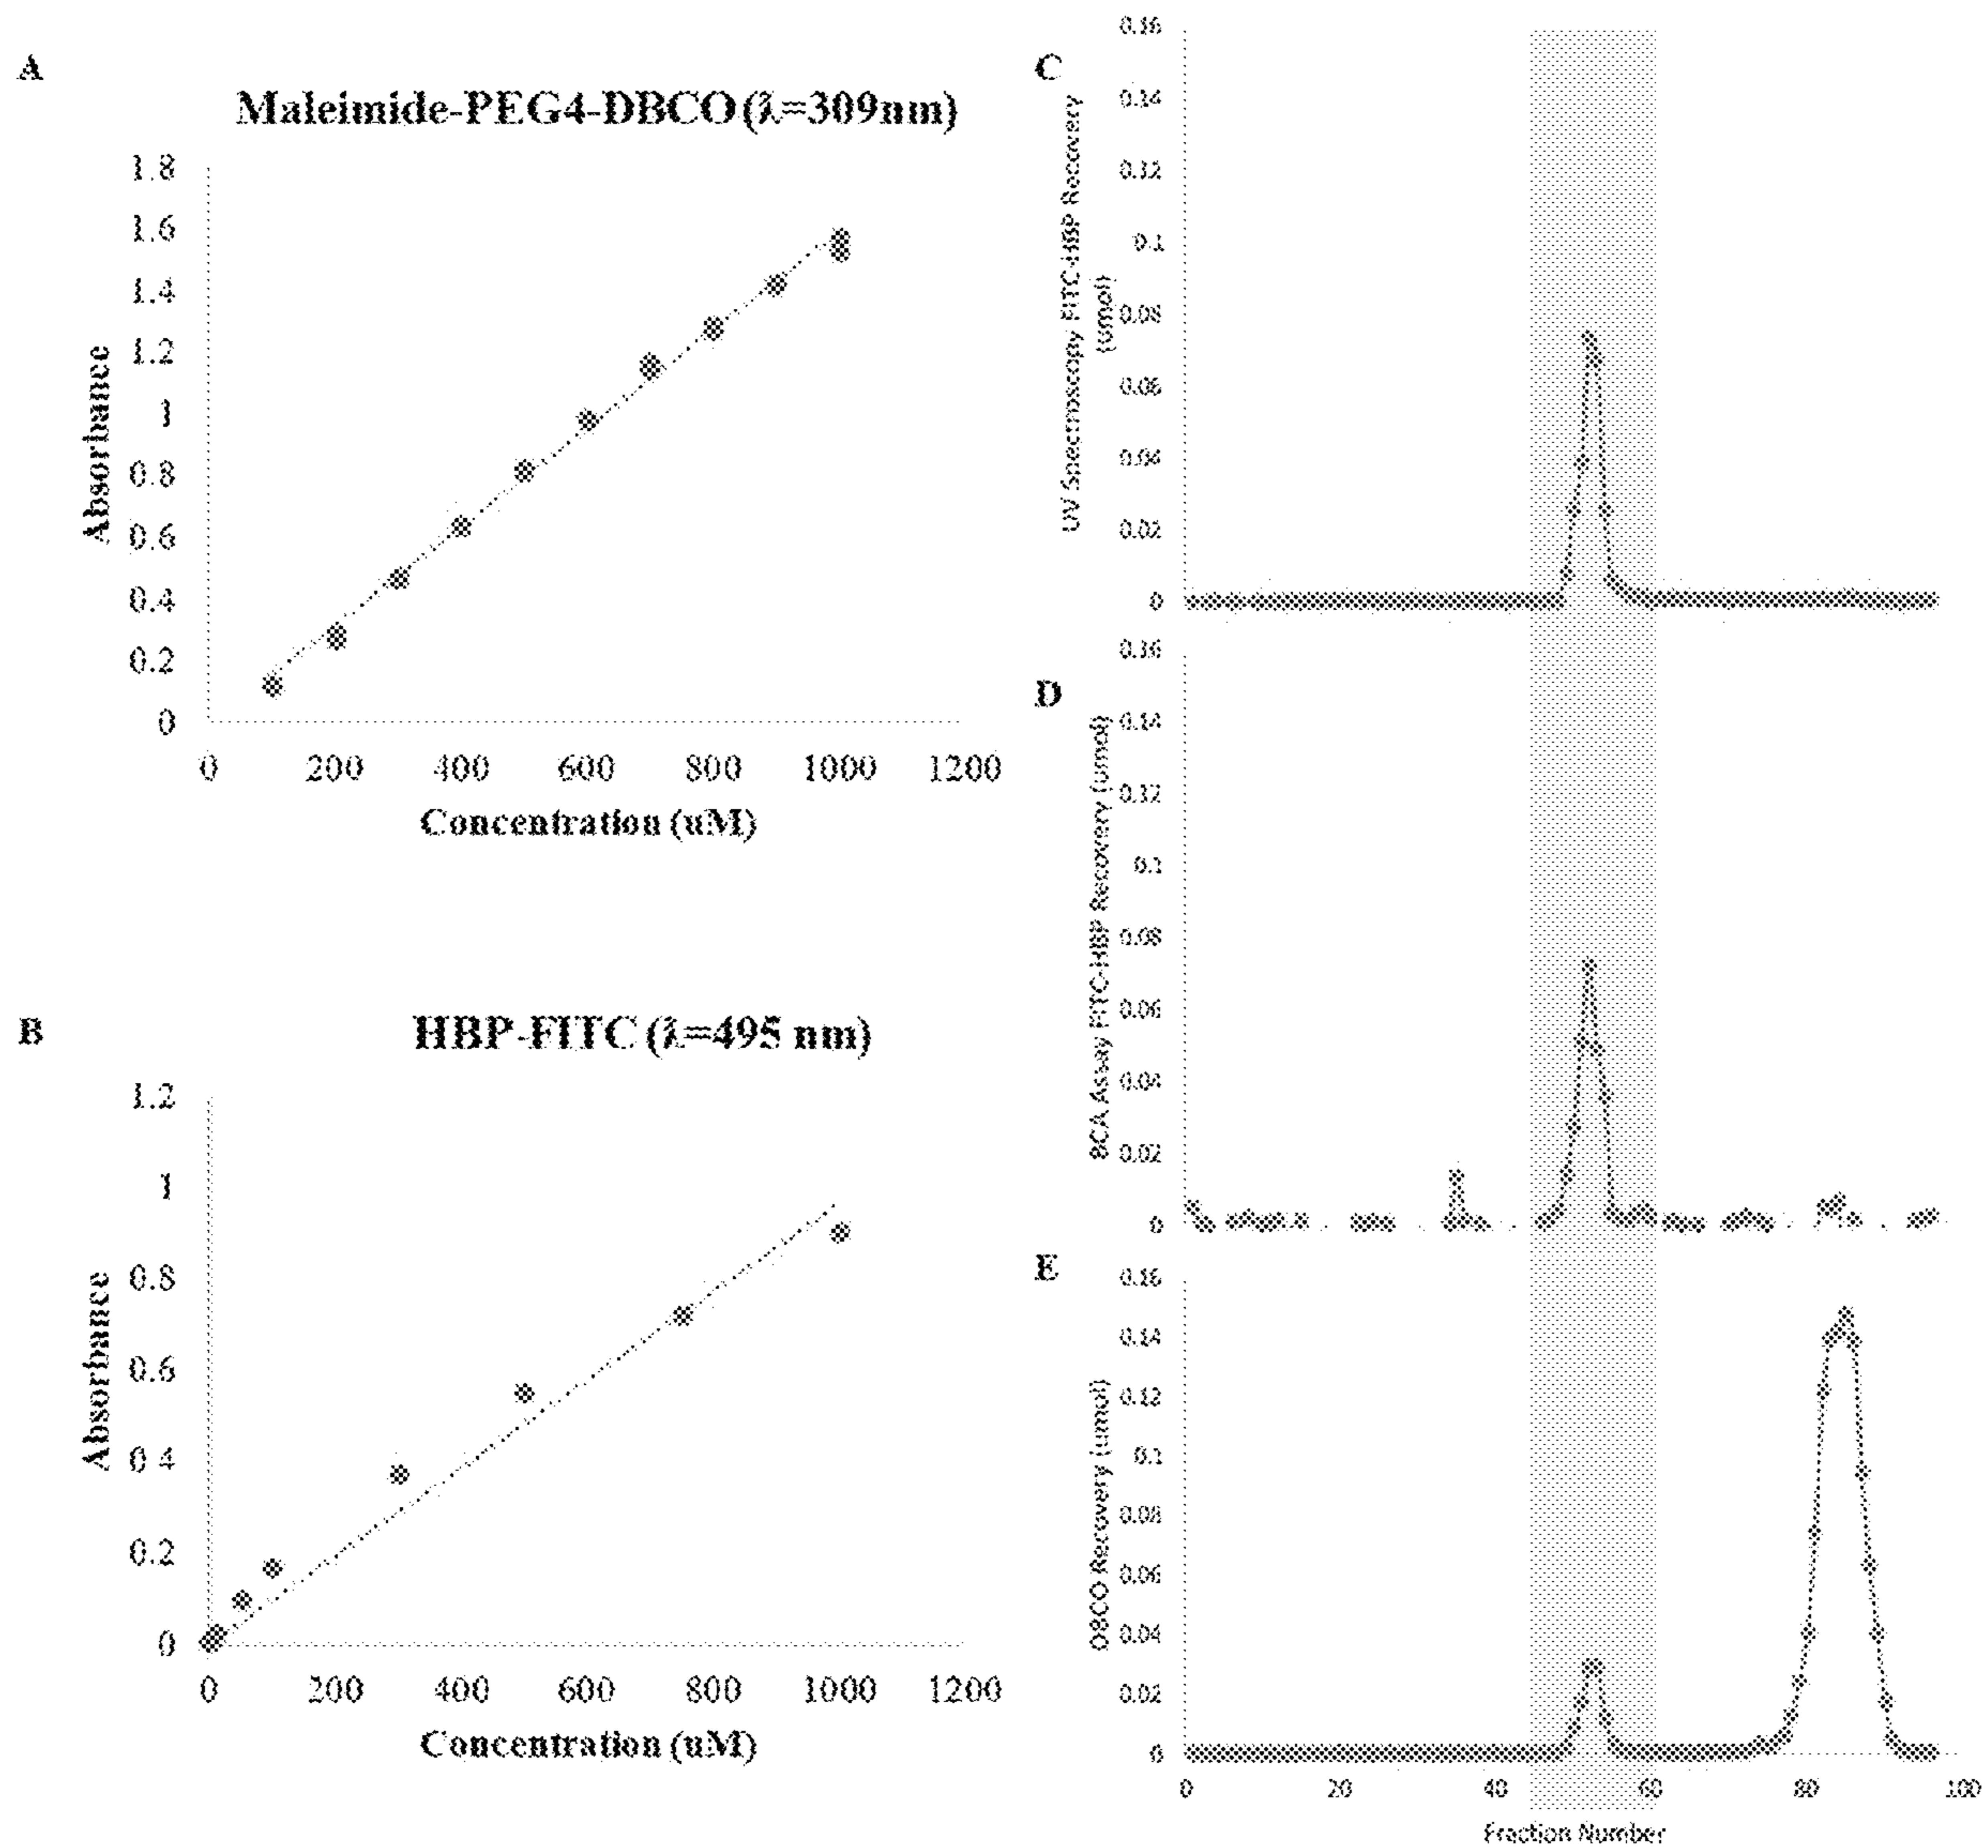 A
Maleimide-PEG4-DBCO (λ=309nm)
1.8
1.6
1.4
1.2
1
0.8
0.6
0.4
0.2
0
Absorbance
0 200 400 600 800 1000 1200
Concentration (uM)
B
HBP-FITC (λ=495 nm)
1.2
1
0.8
0.6
0.4
0.2
0
Absorbance
0 200 400 600 800 1000 1200
Concentration (uM)
C
UV Spectroscopy FITC-HBP Recovery
(umol)
0.16
0.14
0.12
0.1
0.08
0.06
0.04
0.02
0
D
BCA Assay FITC-HBP Recovery (umol)
0.16
0.14
0.12
0.1
0.08
0.06
0.04
0.02
0
E
DBCO Recovery (umol)
0.16
0.14
0.12
0.1
0.08
0.06
0.04
0.02
0
0 20 40 60 80 100
Fraction Number